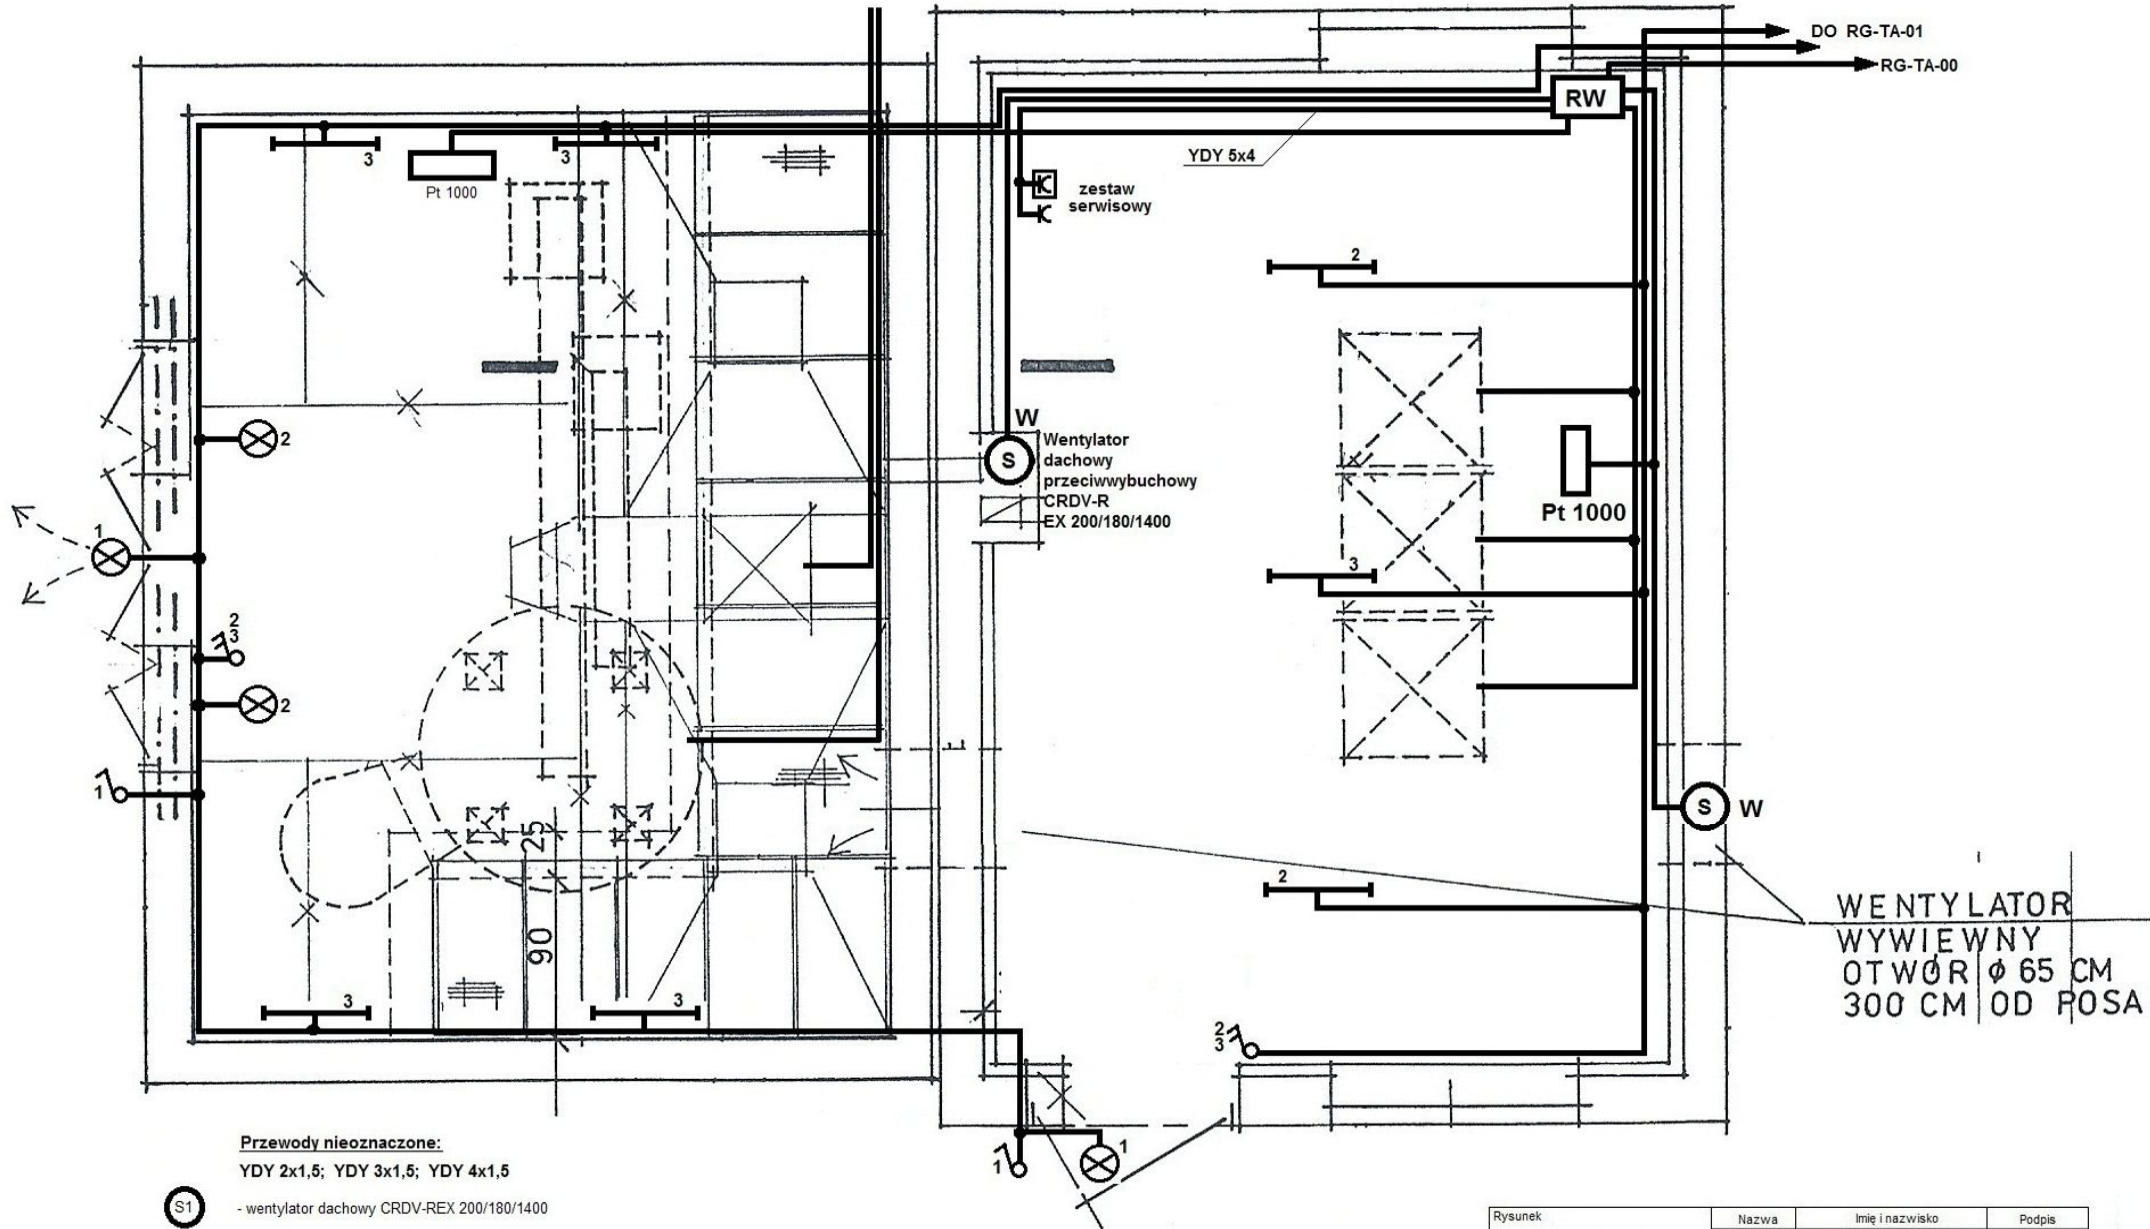 DO RG-TA-01
RG-TA-00
RW
YDY 5x4
3
3
Pt 1000
zestaw
serwisowy
2
W
S
Wentylator
dachowy
przeciwwybuchowy
CRDV-R
EX 200/180/1400
2
1
Pt 1000
3
2
3
2
1
S W
25
2
90
WENTYLATOR
WYWIEWNY
OTWÓR ϕ 65 CM
300 CM OD POSA
3
3
2
3
1
1
Przewody nieoznaczone:
YDY 2x1,5; YDY 3x1,5; YDY 4x1,5
S1 - wentylator dachowy CRDV-REX 200/180/1400
Rysunek Nazwa Imię i nazwisko Podpis